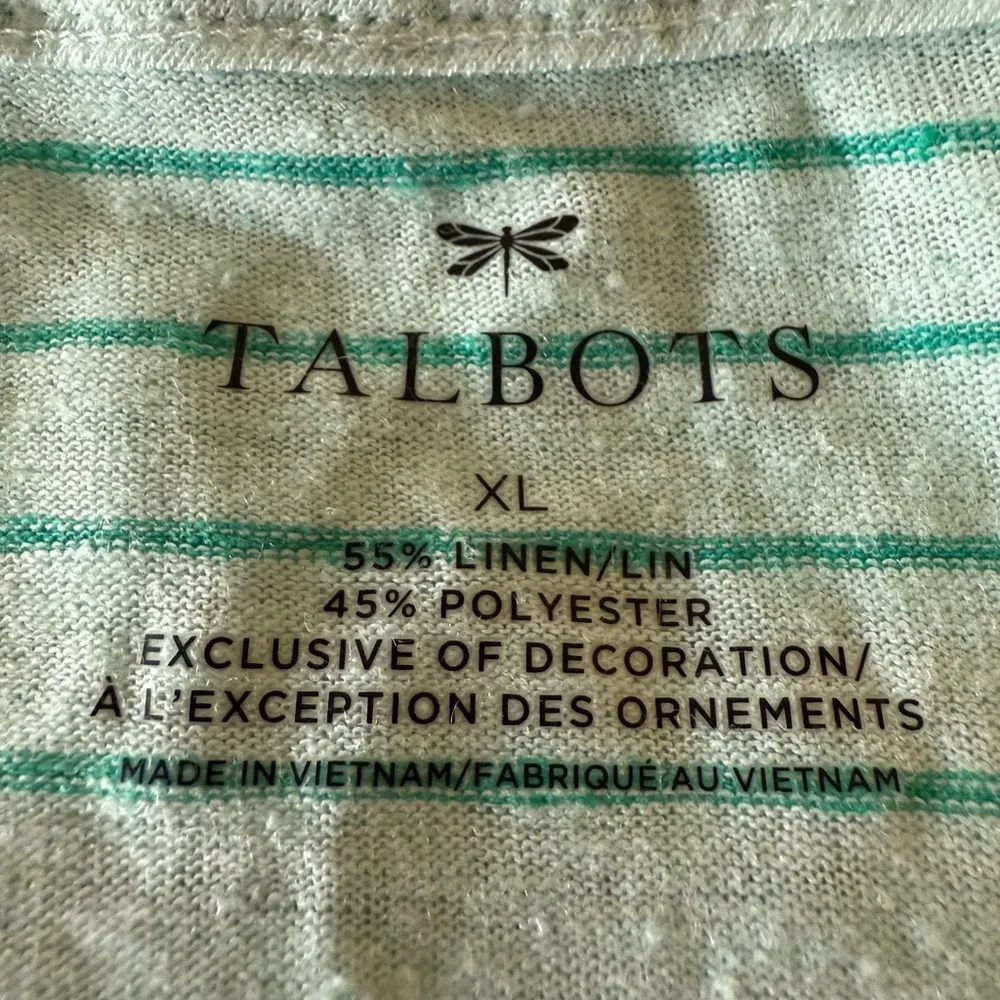 TALBOTS
XL
55% LINEN/LIN
45% POLYESTER
EXCLUSIVE OF DECORATION/
À L'EXCEPTION DES ORNEMENTS
MADE IN VIETNAM/FABRIQUÉ AU VIETNAM